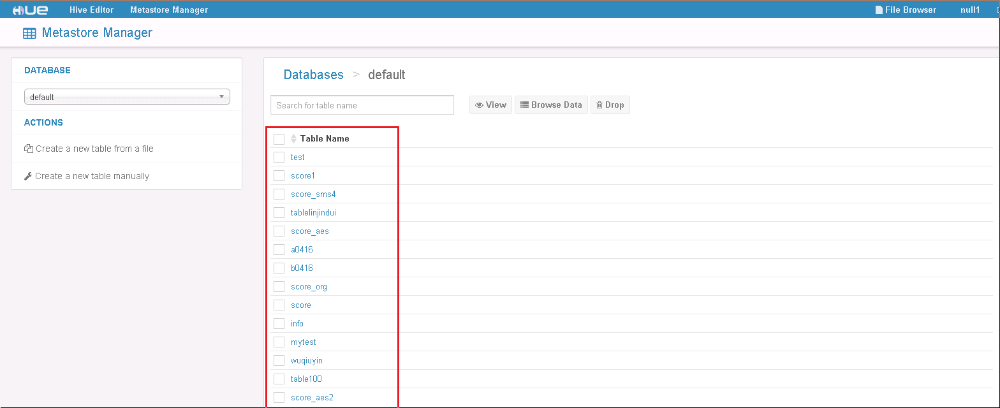 HUE Hive Editor Metastore Manager File Browser null1
Metastore Manager
DATABASE
default
ACTIONS
Create a new table from a file
Create a new table manually
Databases > default
Search for table name View Browse Data Drop
Table Name
test
score1
score_sms4
tablelinjindui
score_aes
a0416
b0416
score_org
score
info
mytest
wuqiuyin
table100
score_aes2